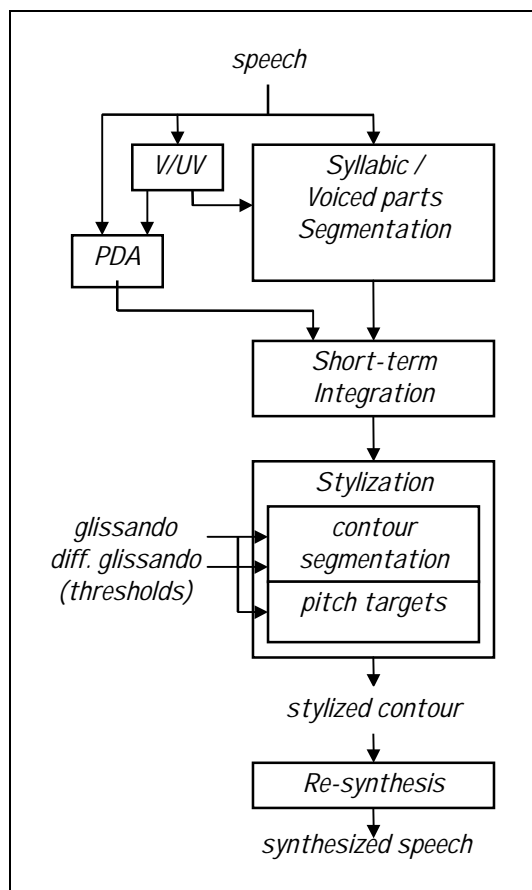 speech
V/UV
Syllabic /
Voiced parts
Segmentation
PDA
Short-term
Integration
Stylization
glissando
diff. glissando
(thresholds)
contour
segmentation
pitch targets
stylized contour
Re-synthesis
synthesized speech